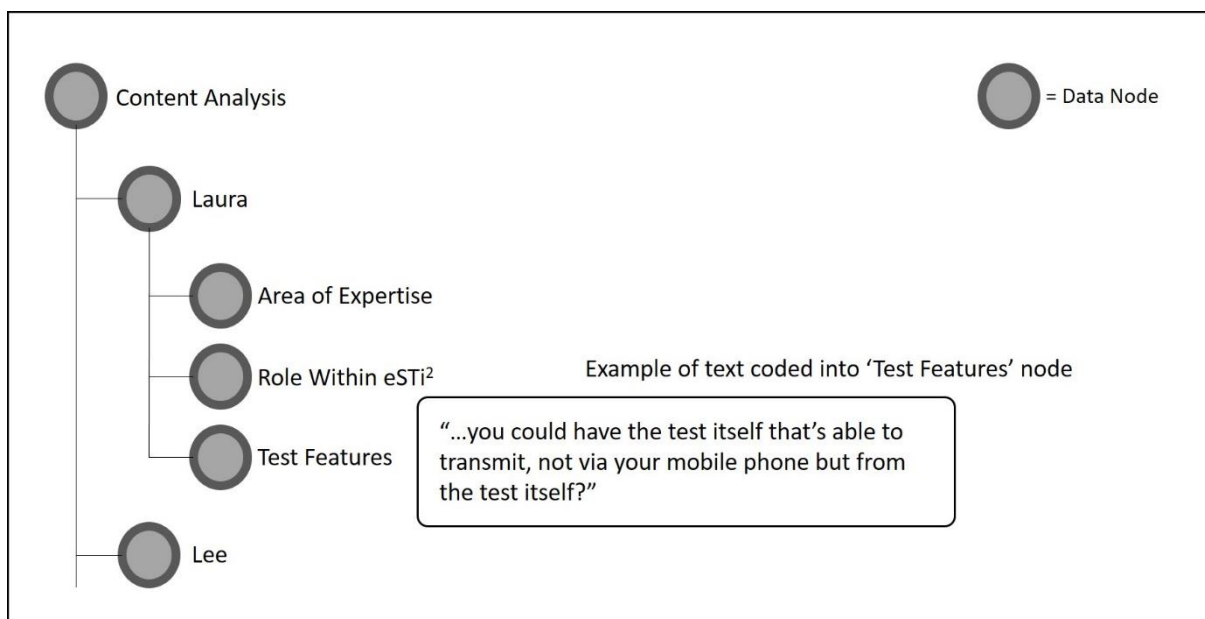 Content Analysis
= Data Node
Laura
Area of Expertise
Role Within eSTi²
Example of text coded into ‘Test Features’ node
Test Features
“…you could have the test itself that’s able to
transmit, not via your mobile phone but from
the test itself?”
Lee